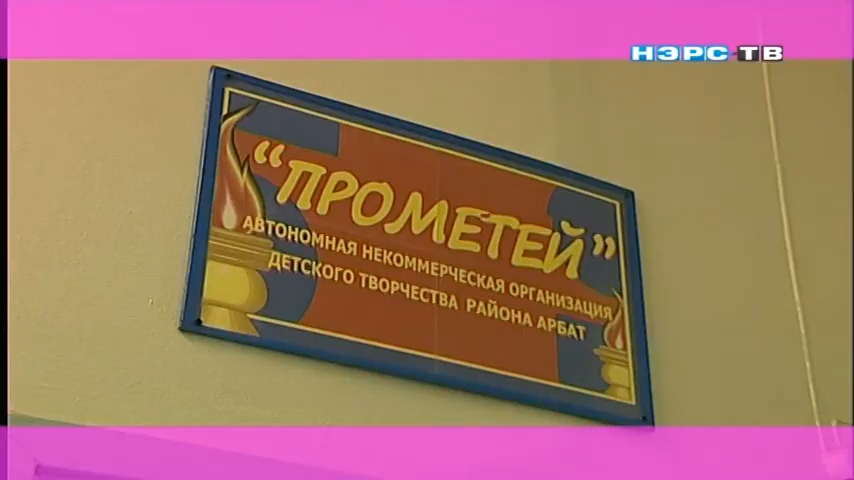 НЭРС-ТВ
"ПРОМЕТЕЙ"
АВТОНОМНАЯ НЕКОММЕРЧЕСКАЯ ОРГАНИЗАЦИЯ
ДЕТСКОГО ТВОРЧЕСТВА РАЙОНА АРБАТ